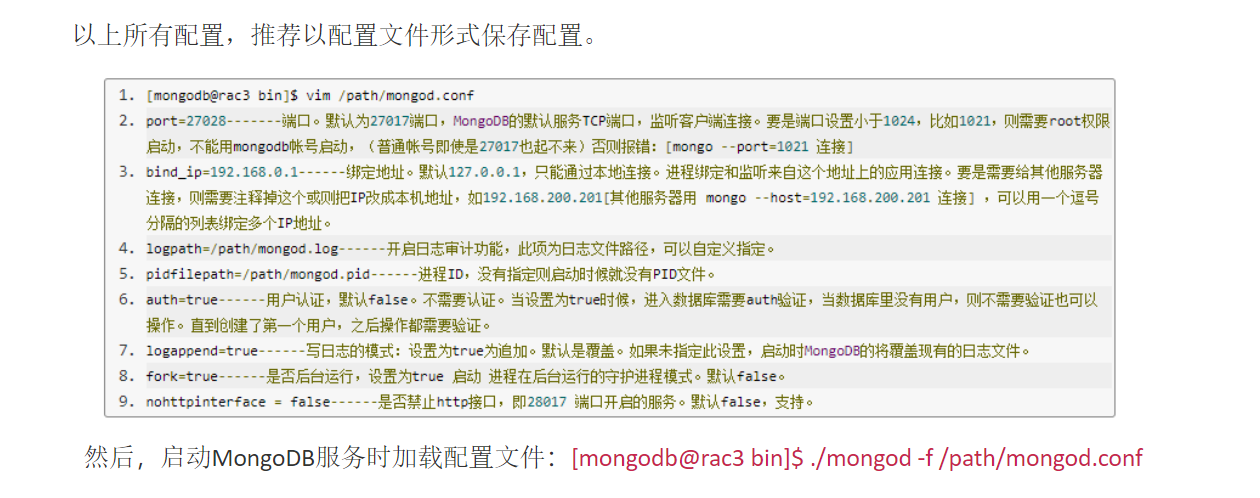 以上所有配置，推荐以配置文件形式保存配置。
1. [mongodb@rac3 bin]$ vim /path/mongod.conf
2. port=27028-------端口。默认为27017端口，MongoDB的默认服务TCP端口，监听客户端连接。要是端口设置小于1024，比如1021，则需要root权限
启动，不能用mongodb帐号启动，（普通帐号即使是27017也起不来）否则报错：[mongo --port=1021 连接]
3. bind_ip=192.168.0.1------绑定地址。默认127.0.0.1，只能通过本地连接。进程绑定和监听来自这个地址上的应用连接。要是需要给其他服务器
连接，则需要注释掉这个或则把IP改成本机地址，如192.168.200.201[其他服务器用 mongo --host=192.168.200.201 连接] ，可以用一个逗号
分隔的列表绑定多个IP地址。
4. logpath=/path/mongod.log------开启日志审计功能，此项为日志文件路径，可以自定义指定。
5. pidfilepath=/path/mongod.pid------进程ID，没有指定则启动时候就没有PID文件。
6. auth=true------用户认证，默认false。不需要认证。当设置为true时候，进入数据库需要auth验证，当数据库里没有用户，则不需要验证也可以
操作。直到创建了第一个用户，之后操作都需要验证。
7. logappend=true------写日志的模式：设置为true为追加。默认是覆盖。如果未指定此设置，启动时MongoDB的将覆盖现有的日志文件。
8. fork=true------是否后台运行，设置为true 启动 进程在后台运行的守护进程模式。默认false。
9. nohttpinterface = false------是否禁止http接口，即28017 端口开启的服务。默认false，支持。
然后，启动MongoDB服务时加载配置文件：[mongodb@rac3 bin]$ ./mongod -f /path/mongod.conf